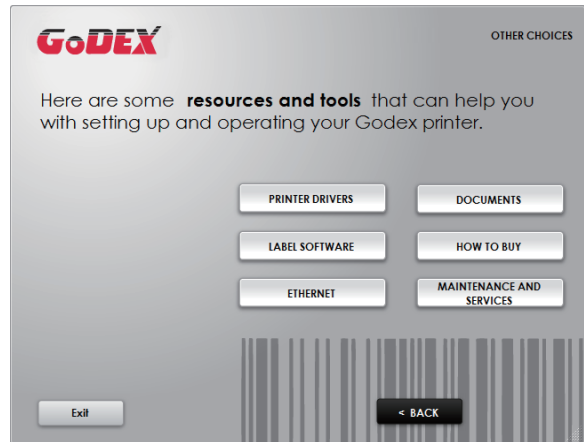 GoDEX
OTHER CHOICES
Here are some resources and tools that can help you
with setting up and operating your Godex printer.
PRINTER DRIVERS
DOCUMENTS
LABEL SOFTWARE
HOW TO BUY
ETHERNET
MAINTENANCE AND
SERVICES
Exit
< BACK